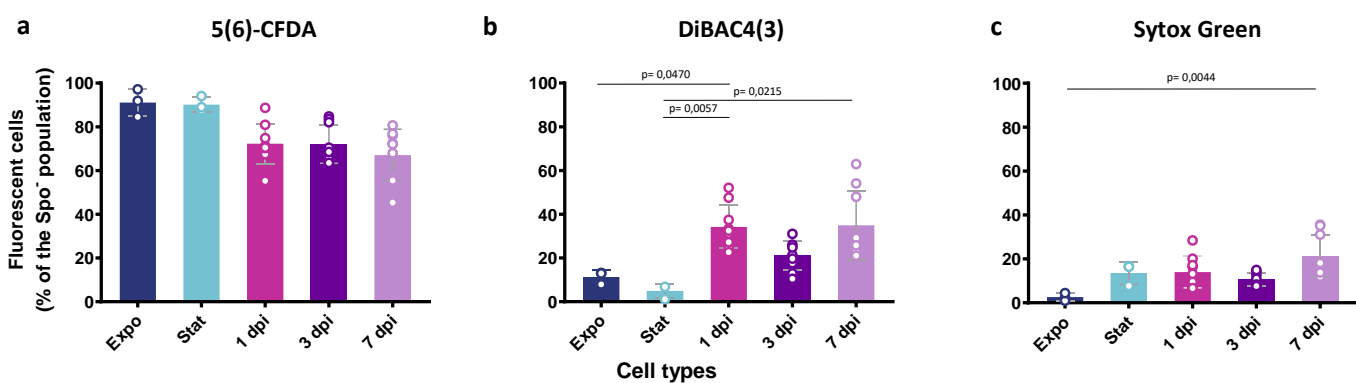 a
5(6)-CFDA
b
DiBAC4(3)
c
Sytox Green
Fluorescent cells
(% of the Spo⁻ population)
100
80
60
40
20
0
Expo
Stat
1 dpi
3 dpi
7 dpi
p= 0,0470
p= 0,0215
p= 0,0057
100
80
60
40
20
0
Expo
Stat
1 dpi
3 dpi
7 dpi
Cell types
p= 0,0044
100
80
60
40
20
0
Expo
Stat
1 dpi
3 dpi
7 dpi